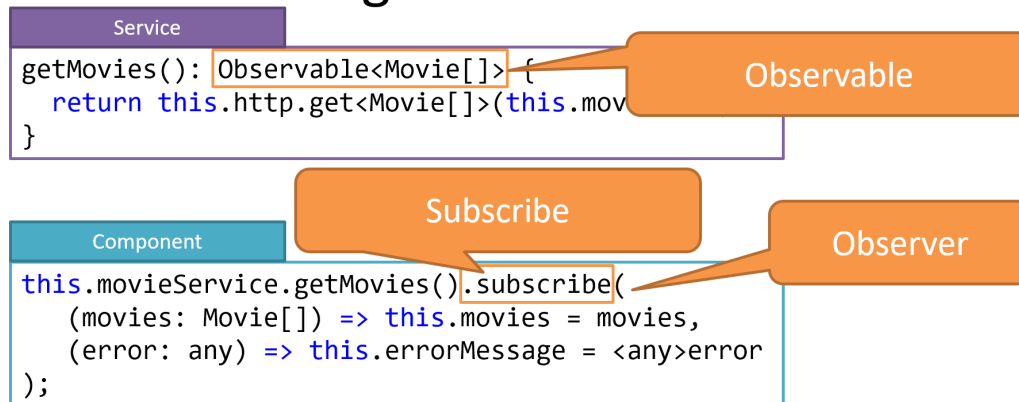 Service
getMovies(): Observable<Movie[]> {
Observable
return this.http.get<Movie[]>(this.mov
}
Subscribe
Observer
Component
this.movieService.getMovies().subscribe(
(movies: Movie[]) => this.movies = movies,
(error: any) => this.errorMessage = <any>error
);